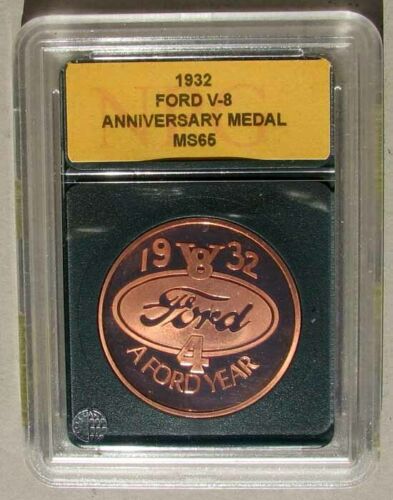 1932
FORD V-8
ANNIVERSARY MEDAL
MS65
19 V8 32
Ford
4
A FORD YEAR